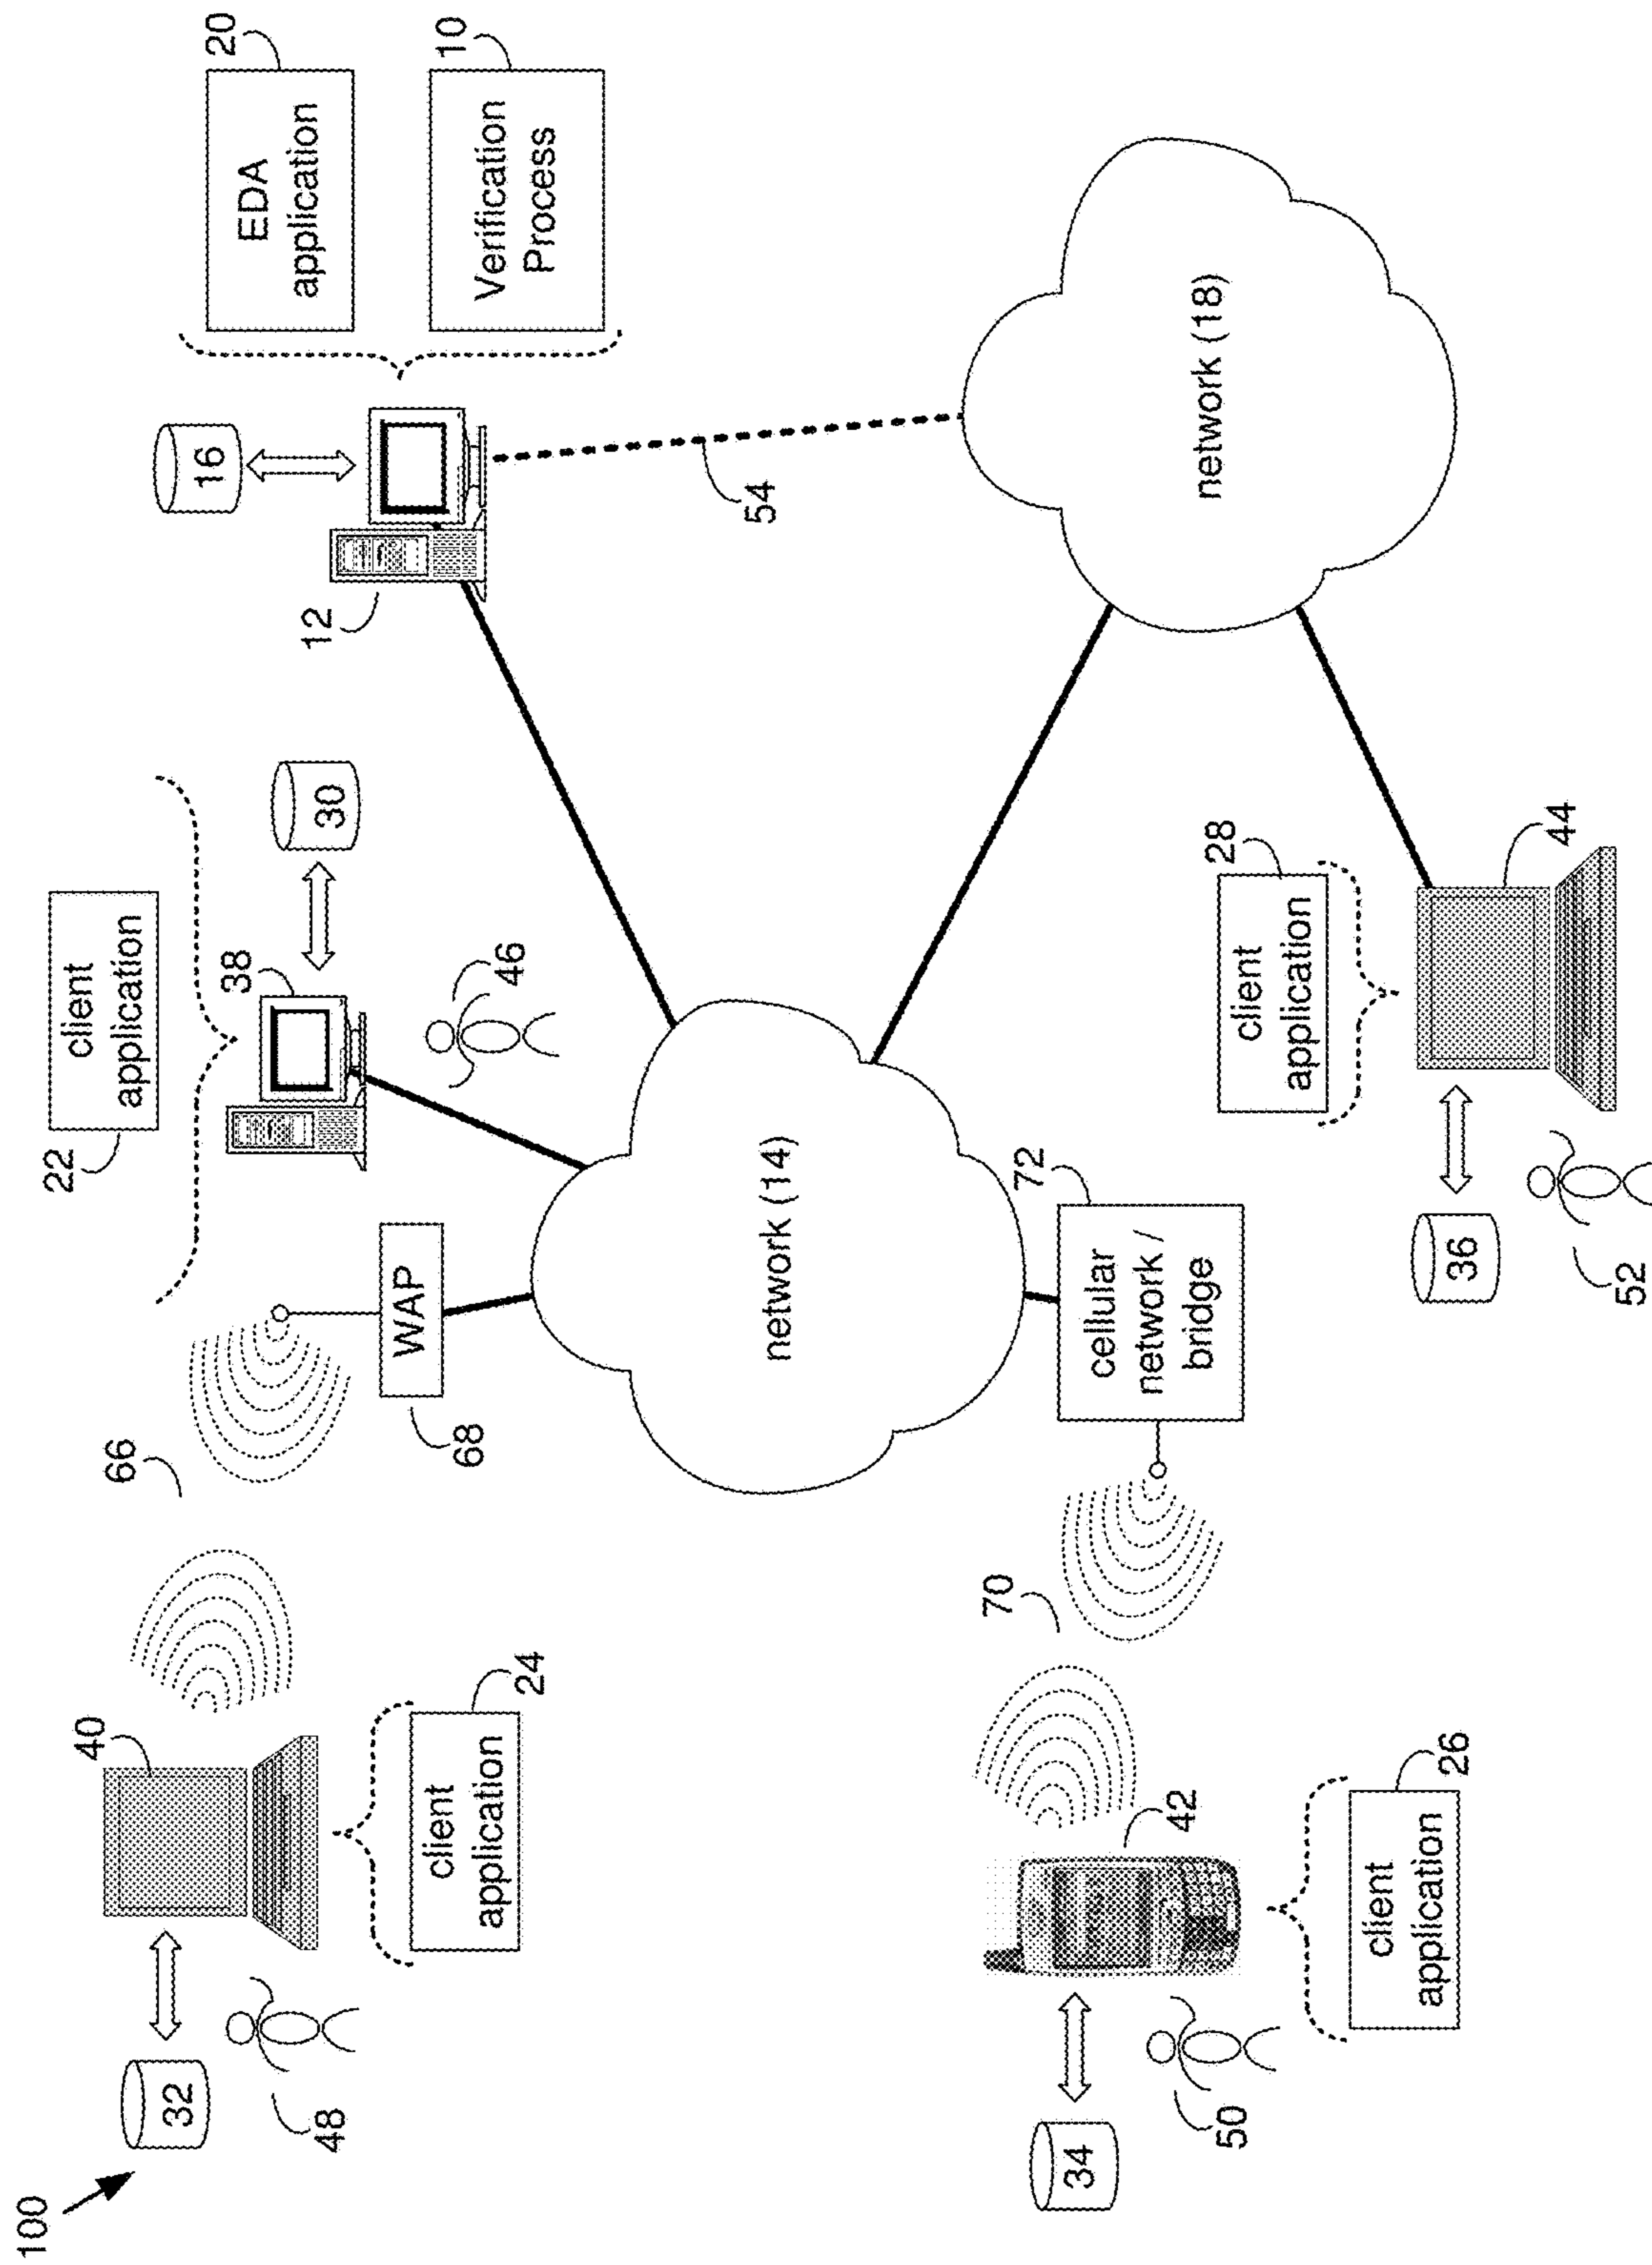 100
32
48
40
24
client
application
66
WAP
68
22
client
application
38
30
46
12
16
20
EDA
application
10
Verification
Process
54
network (14)
network (18)
34
50
42
26
client
application
70
72
cellular
network /
bridge
28
client
application
36
52
44